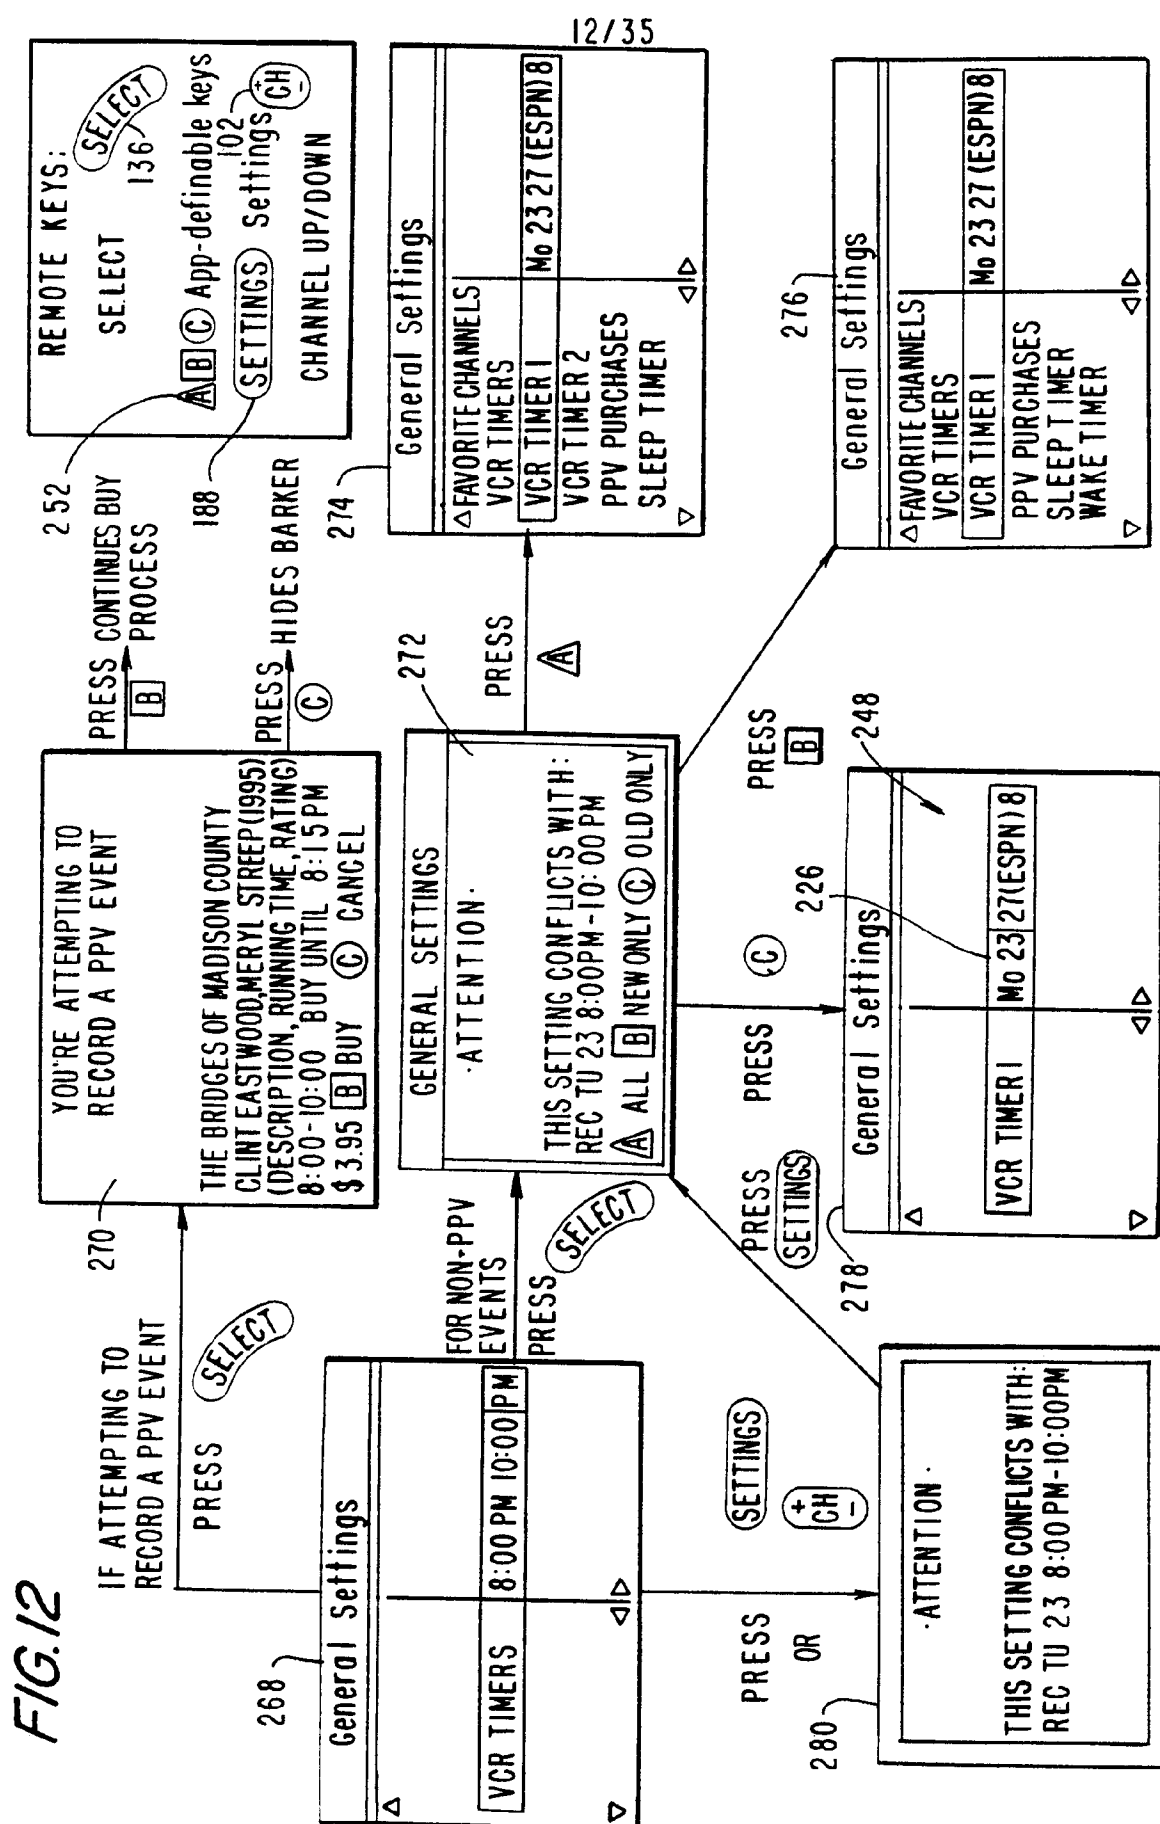 12/35
FIG.12
IF ATTEMPTING TO
RECORD A PPV EVENT
PRESS
SELECT
270
YOU'RE ATTEMPTING TO
RECORD A PPV EVENT
THE BRIDGES OF MADISON COUNTY
CLINT EASTWOOD,MERYL STREEP(1995)
(DESCRIPTION, RUNNING TIME, RATING)
8:00-10:00 BUY UNTIL 8:15PM
$3.95 B BUY C CANCEL
PRESS CONTINUES BUY
B PROCESS
PRESS HIDES BARKER
C
REMOTE KEYS:
SELECT SELECT
136
252
A B C App-definable keys
102
SETTINGS Settings
188
+
CH
-
CHANNEL UP/DOWN
268
General Settings
VCR TIMERS 8:00PM 10:00PM
FOR NON-PPV
EVENTS
PRESS
SELECT
272
GENERAL SETTINGS
·ATTENTION·
THIS SETTING CONFLICTS WITH:
REC TU 23 8:00PM-10:00PM
A ALL B NEW ONLY C OLD ONLY
PRESS
A
274
General Settings
FAVORITE CHANNELS
VCR TIMERS
VCR TIMER 1 Mo 23 27 (ESPN) 8
VCR TIMER 2
PPV PURCHASES
SLEEP TIMER
PRESS
OR
SETTINGS
+
CH
-
280
·ATTENTION·
THIS SETTING CONFLICTS WITH:
REC TU 23 8:00PM-10:00PM
PRESS
SETTINGS
PRESS
C
278
General Settings
226
248
VCR TIMER 1 Mo 23 27(ESPN) 8
PRESS
B
276
General Settings
FAVORITE CHANNELS
VCR TIMERS
VCR TIMER 1 Mo 23 27 (ESPN) 8
PPV PURCHASES
SLEEP TIMER
WAKE TIMER